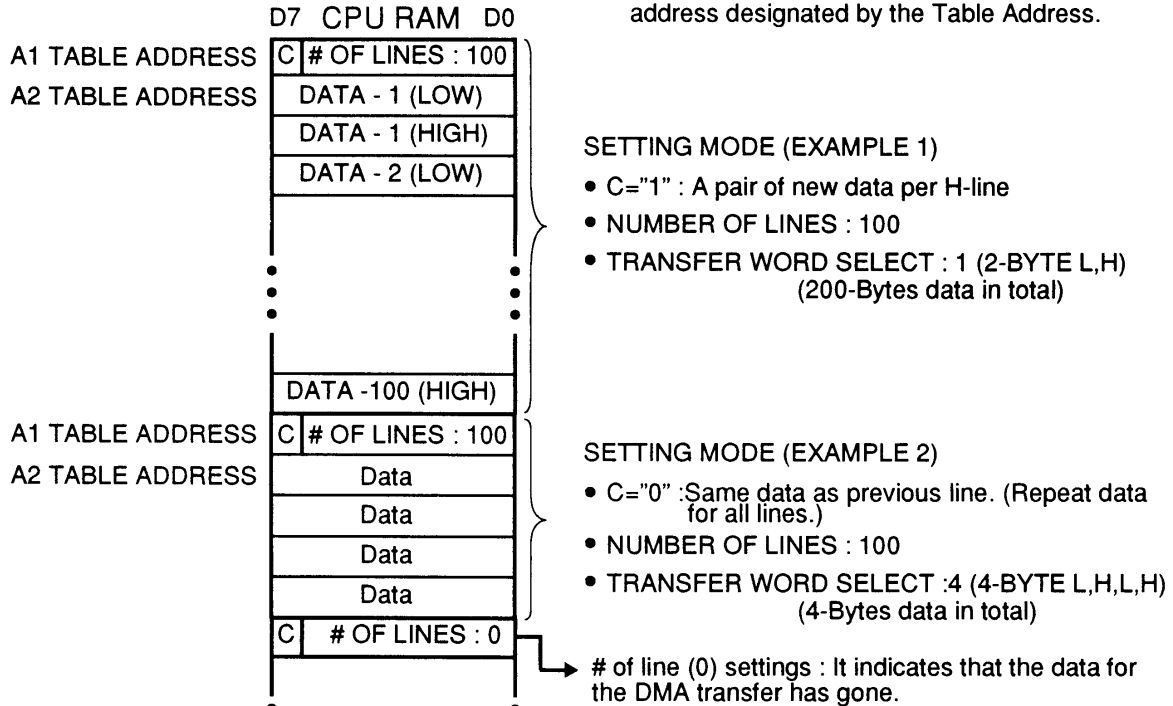 address designated by the Table Address.
D7 CPU RAM D0
A1 TABLE ADDRESS C # OF LINES : 100
A2 TABLE ADDRESS DATA - 1 (LOW)
DATA - 1 (HIGH)
DATA - 2 (LOW)
SETTING MODE (EXAMPLE 1)
• C="1" : A pair of new data per H-line
• NUMBER OF LINES : 100
• TRANSFER WORD SELECT : 1 (2-BYTE L,H)
(200-Bytes data in total)
DATA -100 (HIGH)
A1 TABLE ADDRESS C # OF LINES : 100
A2 TABLE ADDRESS Data
Data
Data
Data
SETTING MODE (EXAMPLE 2)
• C="0" :Same data as previous line. (Repeat data
for all lines.)
• NUMBER OF LINES : 100
• TRANSFER WORD SELECT :4 (4-BYTE L,H,L,H)
(4-Bytes data in total)
C # OF LINES : 0
# of line (0) settings : It indicates that the data for
the DMA transfer has gone.